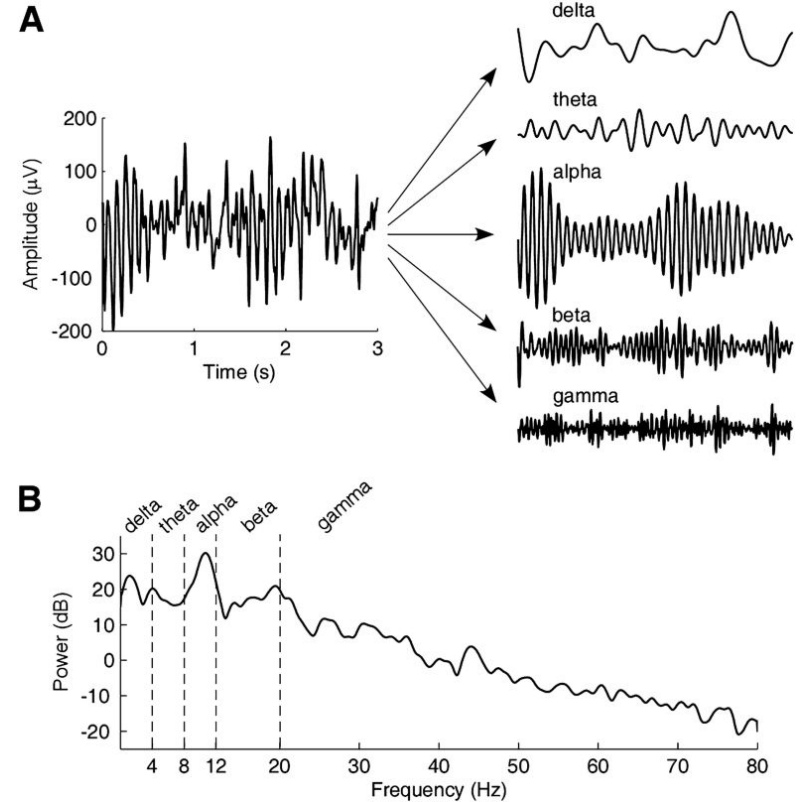 A
delta
theta
alpha
beta
gamma
Amplitude (μV)
200
100
0
-100
-200
0 1 2 3
Time (s)
B
delta theta alpha beta gamma
Power (dB)
30
20
10
0
-10
-20
4 8 12 20 30 40 50 60 70 80
Frequency (Hz)